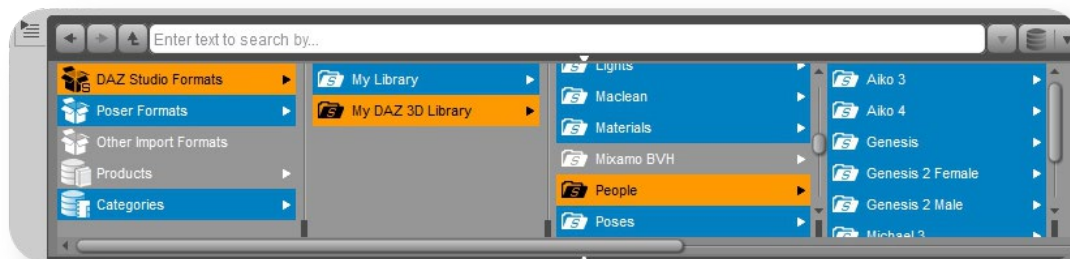 Enter text to search by...
DAZ Studio Formats
Poser Formats
Other Import Formats
Products
Categories
My Library
My DAZ 3D Library
Lights
Maclean
Materials
Mixamo BVH
People
Poses
Aiko 3
Aiko 4
Genesis
Genesis 2 Female
Genesis 2 Male
Michael 3